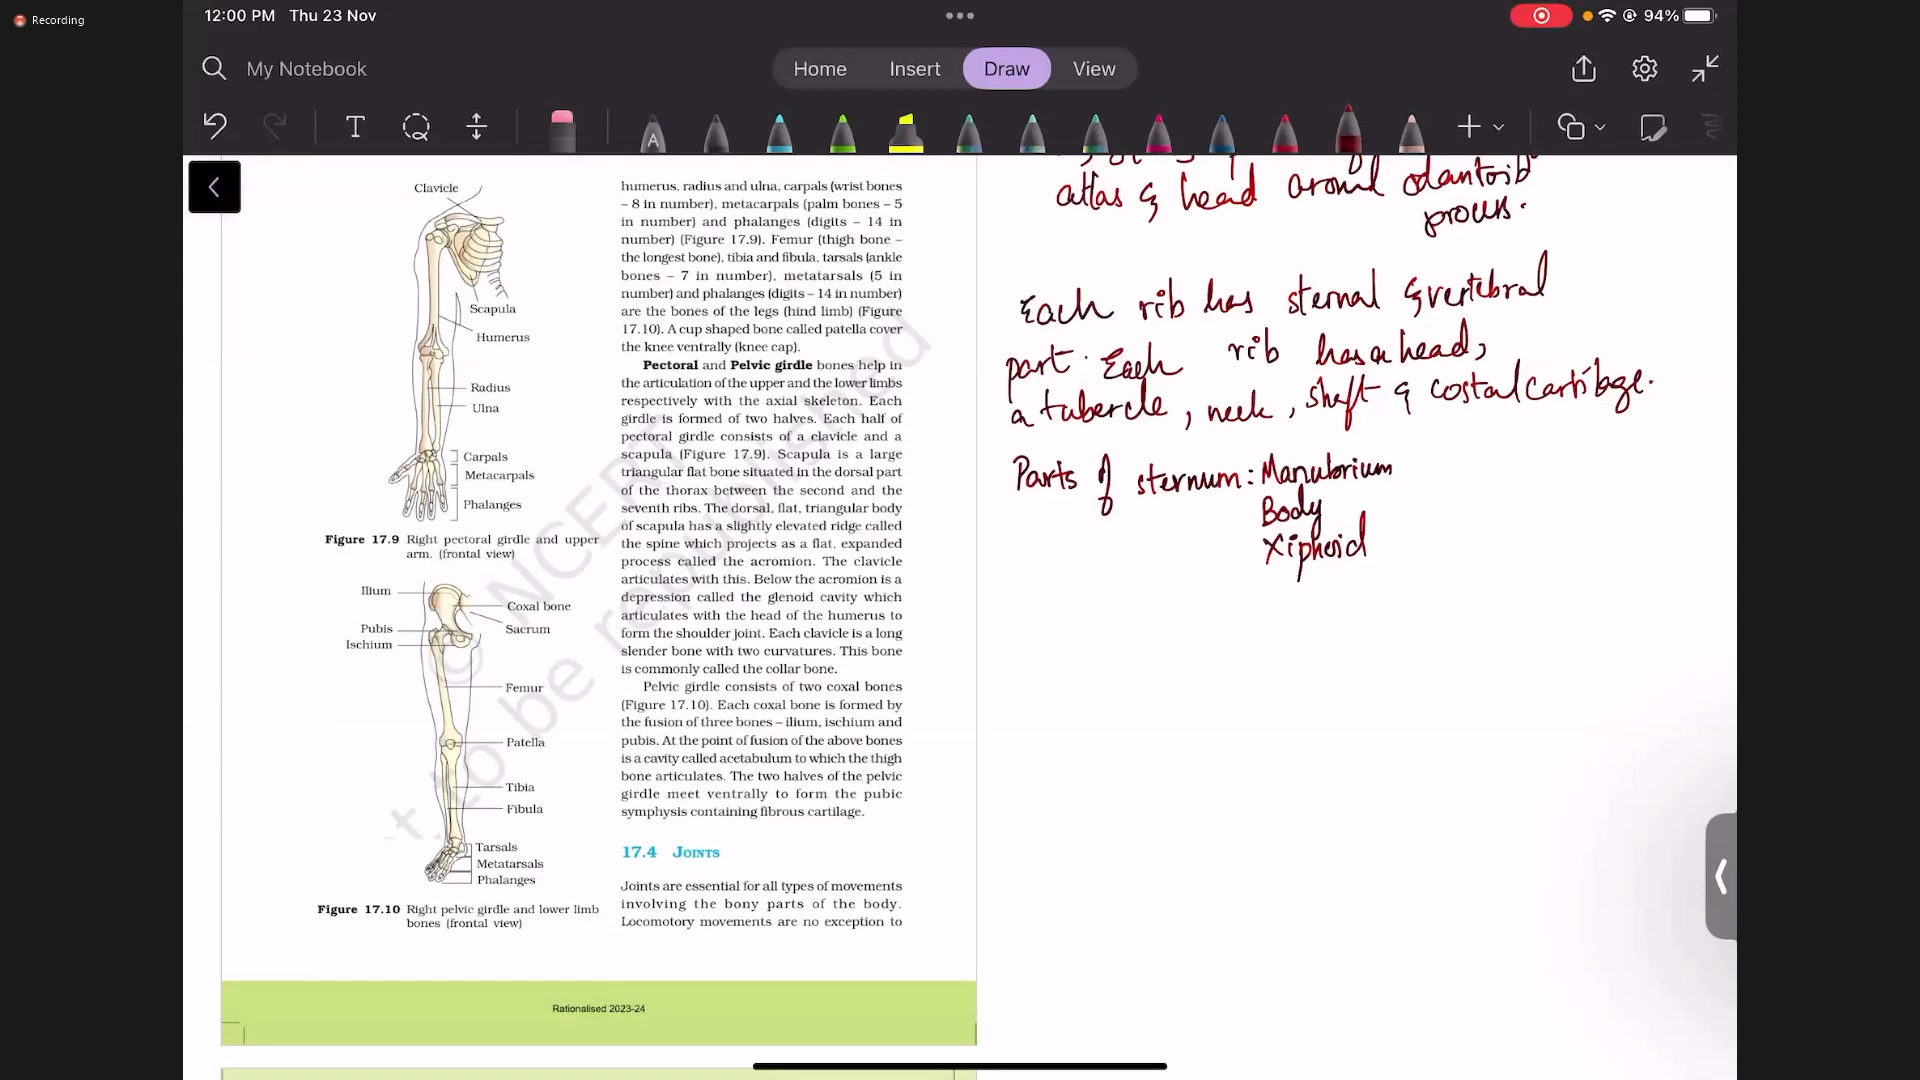 Recording
12:00 PM Thu 23 Nov
94%
My Notebook
Home
Insert
Draw
View
T
A
Clavicle
Scapula
Humerus
Radius
Ulna
Carpals
Metacarpals
Phalanges
Figure 17.9 Right pectoral girdle and upper
arm. (frontal view)
Ilium
Coxal bone
Pubis
Sacrum
Ischium
Femur
Patella
Tibia
Fibula
Tarsals
Metatarsals
Phalanges
Figure 17.10 Right pelvic girdle and lower limb
bones (frontal view)
humerus, radius and ulna, carpals (wrist bones
– 8 in number), metacarpals (palm bones – 5
in number) and phalanges (digits – 14 in
number) (Figure 17.9). Femur (thigh bone –
the longest bone), tibia and fibula, tarsals (ankle
bones – 7 in number), metatarsals (5 in
number) and phalanges (digits – 14 in number)
are the bones of the legs (hind limb) (Figure
17.10). A cup shaped bone called patella cover
the knee ventrally (knee cap).
Pectoral and Pelvic girdle bones help in
the articulation of the upper and the lower limbs
respectively with the axial skeleton. Each
girdle is formed of two halves. Each half of
pectoral girdle consists of a clavicle and a
scapula (Figure 17.9). Scapula is a large
triangular flat bone situated in the dorsal part
of the thorax between the second and the
seventh ribs. The dorsal, flat, triangular body
of scapula has a slightly elevated ridge called
the spine which projects as a flat, expanded
process called the acromion. The clavicle
articulates with this. Below the acromion is a
depression called the glenoid cavity which
articulates with the head of the humerus to
form the shoulder joint. Each clavicle is a long
slender bone with two curvatures. This bone
is commonly called the collar bone.
Pelvic girdle consists of two coxal bones
(Figure 17.10). Each coxal bone is formed by
the fusion of three bones – ilium, ischium and
pubis. At the point of fusion of the above bones
is a cavity called acetabulum to which the thigh
bone articulates. The two halves of the pelvic
girdle meet ventrally to form the pubic
symphysis containing fibrous cartilage.
17.4 JOINTS
Joints are essential for all types of movements
involving the bony parts of the body.
Locomotory movements are no exception to
© NCERT
t to be republished
Rationalised 2023-24
atlas & head around odantoid
process.
Each rib has sternal & vertebral
part. Each rib has a head,
a tubercle, neck, shaft & costal cartilage.
Parts of sternum: Manubrium
Body
Xiphoid